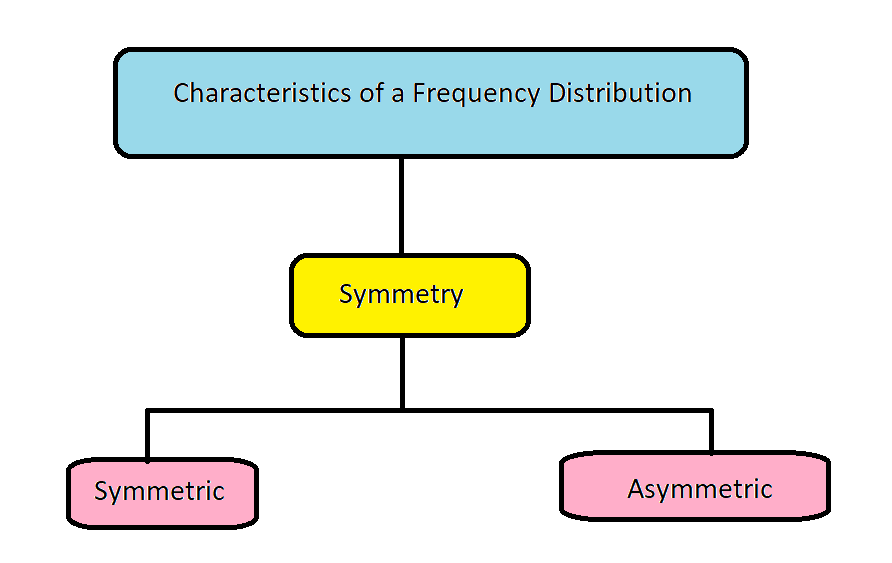 Characteristics of a Frequency Distribution
Symmetry
Symmetric
Asymmetric